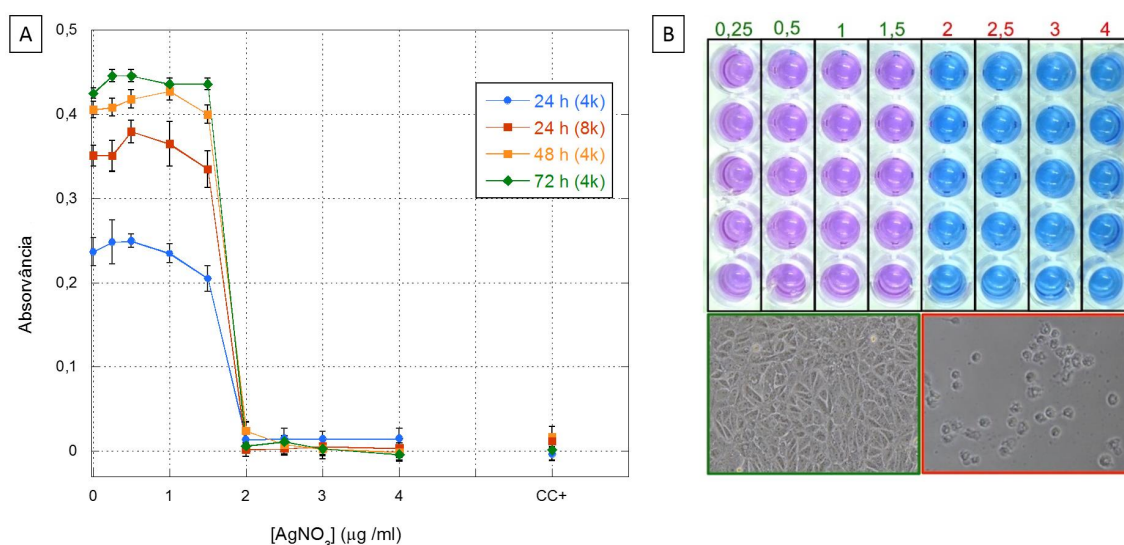 A
0,5
0,4
0,3
0,2
0,1
0
Absorvância
24 h (4k)
24 h (8k)
48 h (4k)
72 h (4k)
0 1 2 3 4 CC+
[AgNO3] (µg /ml)
B
0,25 0,5 1 1,5 2 2,5 3 4